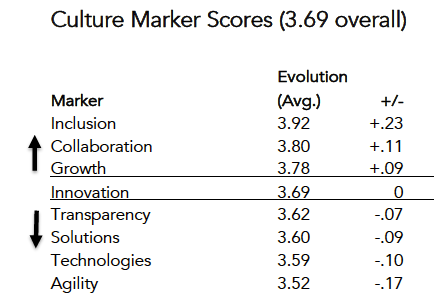 Culture Marker Scores (3.69 overall)
Evolution
Marker (Avg.) +/-
Inclusion 3.92 +.23
Collaboration 3.80 +.11
Growth 3.78 +.09
Innovation 3.69 0
Transparency 3.62 -.07
Solutions 3.60 -.09
Technologies 3.59 -.10
Agility 3.52 -.17